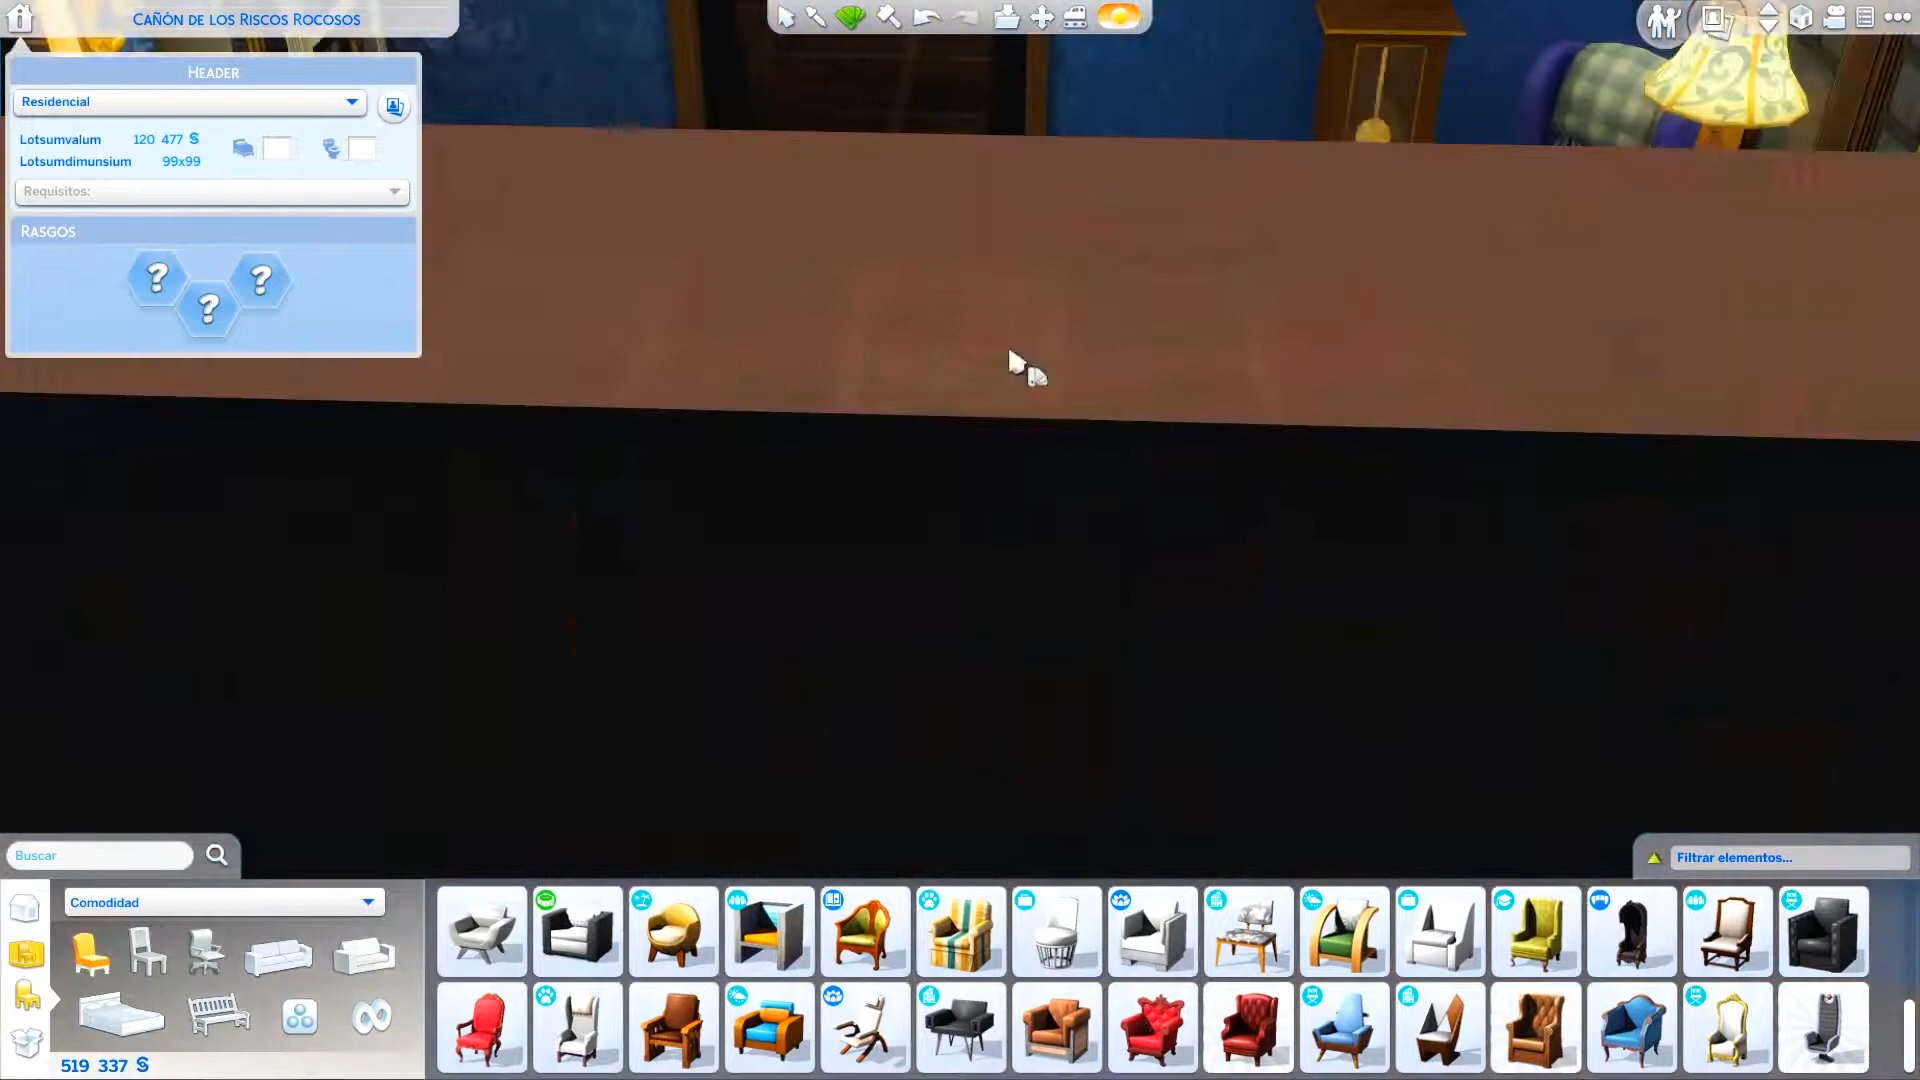 CAÑÓN DE LOS RISCOS ROCOSOS
HEADER
Residencial
Lotsumvalum 120 477 §
Lotsumdimunsium 99x99
Requisitos:
RASGOS
? ? ?
Buscar
Filtrar elementos...
Comodidad
519 337 §